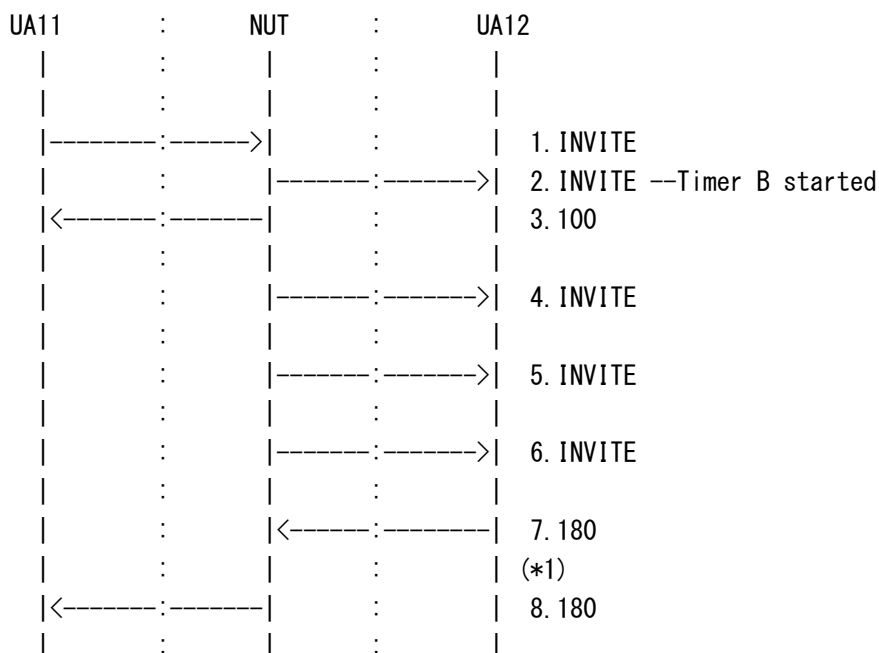 UA11 : NUT : UA12
| : | : |
| : | : |
|--------:------>| : | 1. INVITE
| : |-------:------->| 2. INVITE --Timer B started
|<-------:-------| : | 3. 100
| : | : |
| : |-------:------->| 4. INVITE
| : | : |
| : |-------:------->| 5. INVITE
| : | : |
| : |-------:------->| 6. INVITE
| : | : |
| : |<------:--------| 7. 180
| : | : | (*1)
|<-------:-------| : | 8. 180
| : | : |